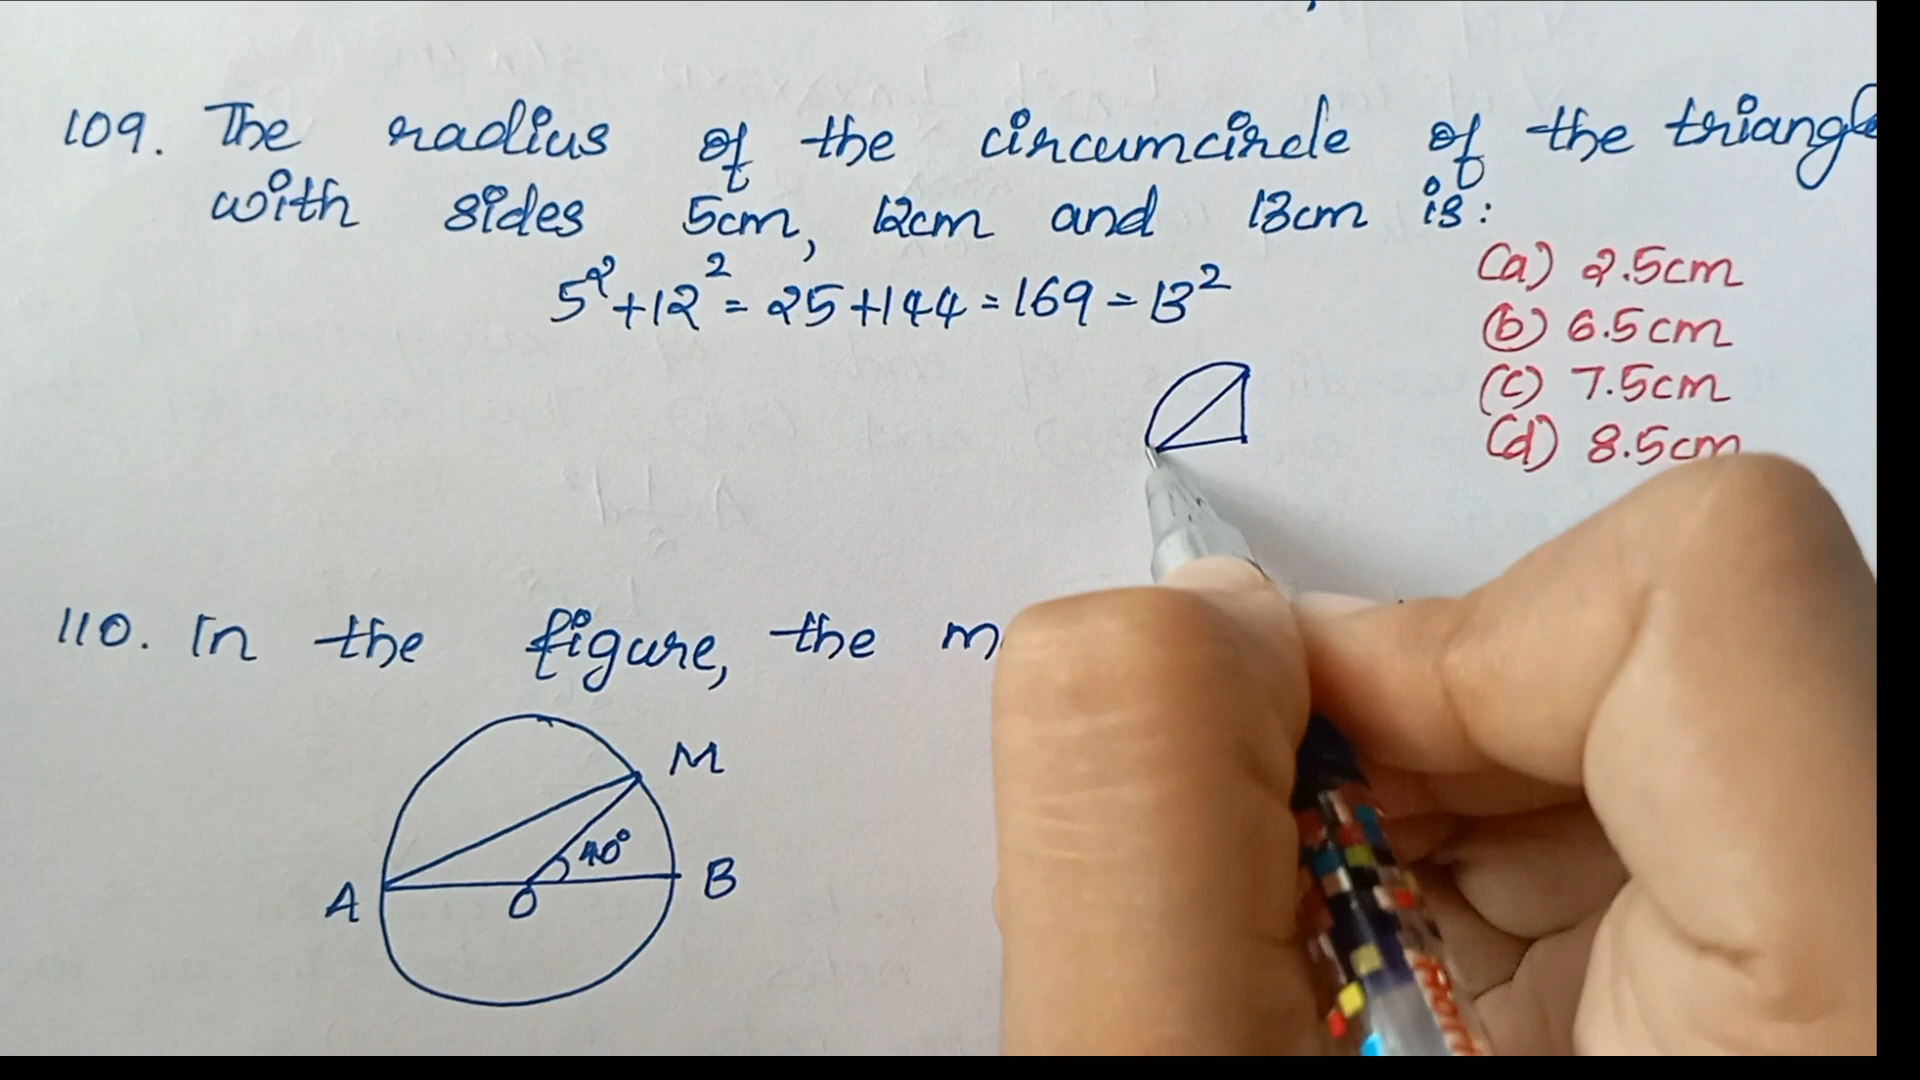 109. The radius of the circumcircle of the triangle
with sides 5cm, 12cm and 13cm is:
5²+12² = 25+144 = 169 = 13²
(a) 2.5cm
(b) 6.5cm
(c) 7.5cm
(d) 8.5cm
110. In the figure, the
M
40°
A O B